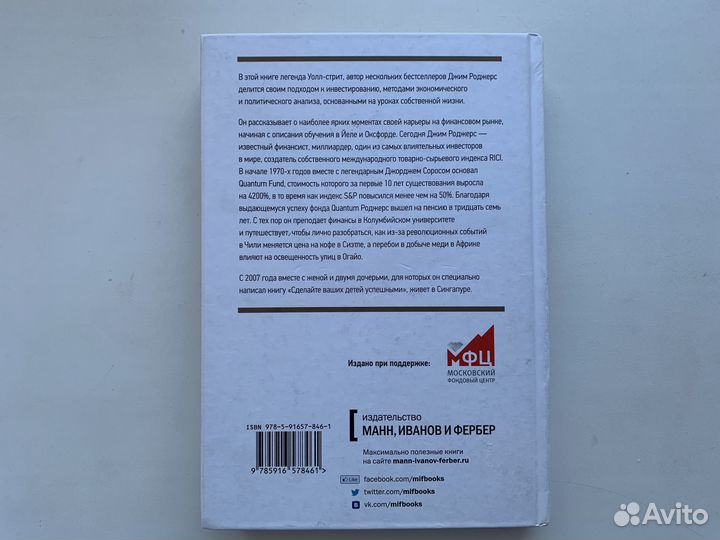 В этой книге легенда Уолл-стрит, автор нескольких бестселлеров Джим Роджерс
делится своим подходом к инвестированию, методами экономического
и политического анализа, основанными на уроках собственной жизни.
Он рассказывает о наиболее ярких моментах своей карьеры на финансовом рынке,
начиная с описания обучения в Йеле и Оксфорде. Сегодня Джим Роджерс —
известный финансист, миллиардер, один из самых влиятельных инвесторов
в мире, создатель собственного международного товарно-сырьевого индекса RICI.
В начале 1970-х годов вместе с легендарным Джорджем Соросом основал
Quantum Fund, стоимость которого за первые 10 лет существования выросла
на 4200%, в то время как индекс S&P повысился менее чем на 50%. Благодаря
выдающемуся успеху фонда Quantum Роджерс вышел на пенсию в тридцать семь
лет. С тех пор он преподает финансы в Колумбийском университете
и путешествует, чтобы лично разобраться, как из-за революционных событий
в Чили меняется цена на кофе в Сиэтле, а перебои в добыче меди в Африке
влияют на освещенность улиц в Огайо.
С 2007 года вместе с женой и двумя дочерьми, для которых он специально
написал книгу «Сделайте ваших детей успешными», живет в Сингапуре.
Издано при поддержке:
МФЦ
МОСКОВСКИЙ
ФОНДОВЫЙ ЦЕНТР
ISBN 978-5-91657-846-1
9 785916 578461>
издательство
МАНН, ИВАНОВ И ФЕРБЕР
Максимально полезные книги
на сайте mann-ivanov-ferber.ru
Like facebook.com/mifbooks
twitter.com/mifbooks
B vk.com/mifbooks
Avito